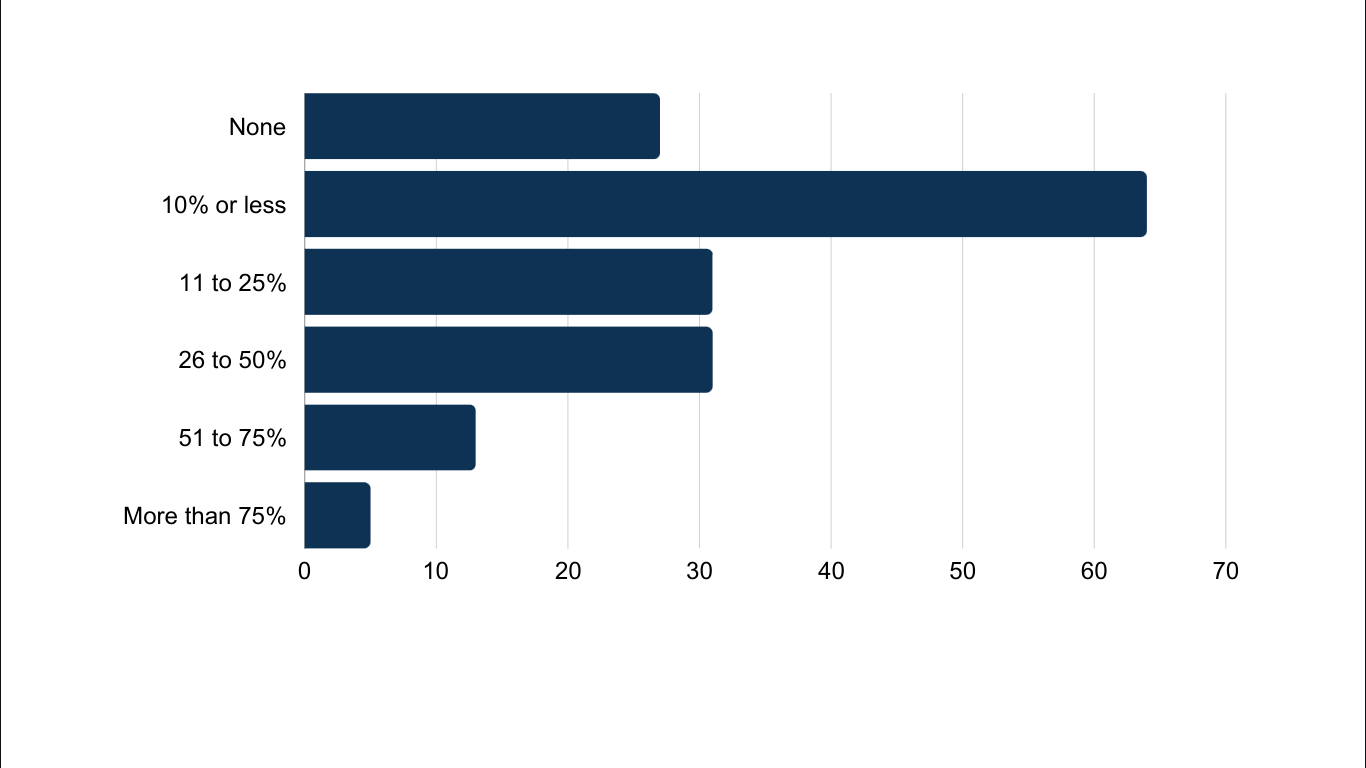 None
10% or less
11 to 25%
26 to 50%
51 to 75%
More than 75%
0 10 20 30 40 50 60 70